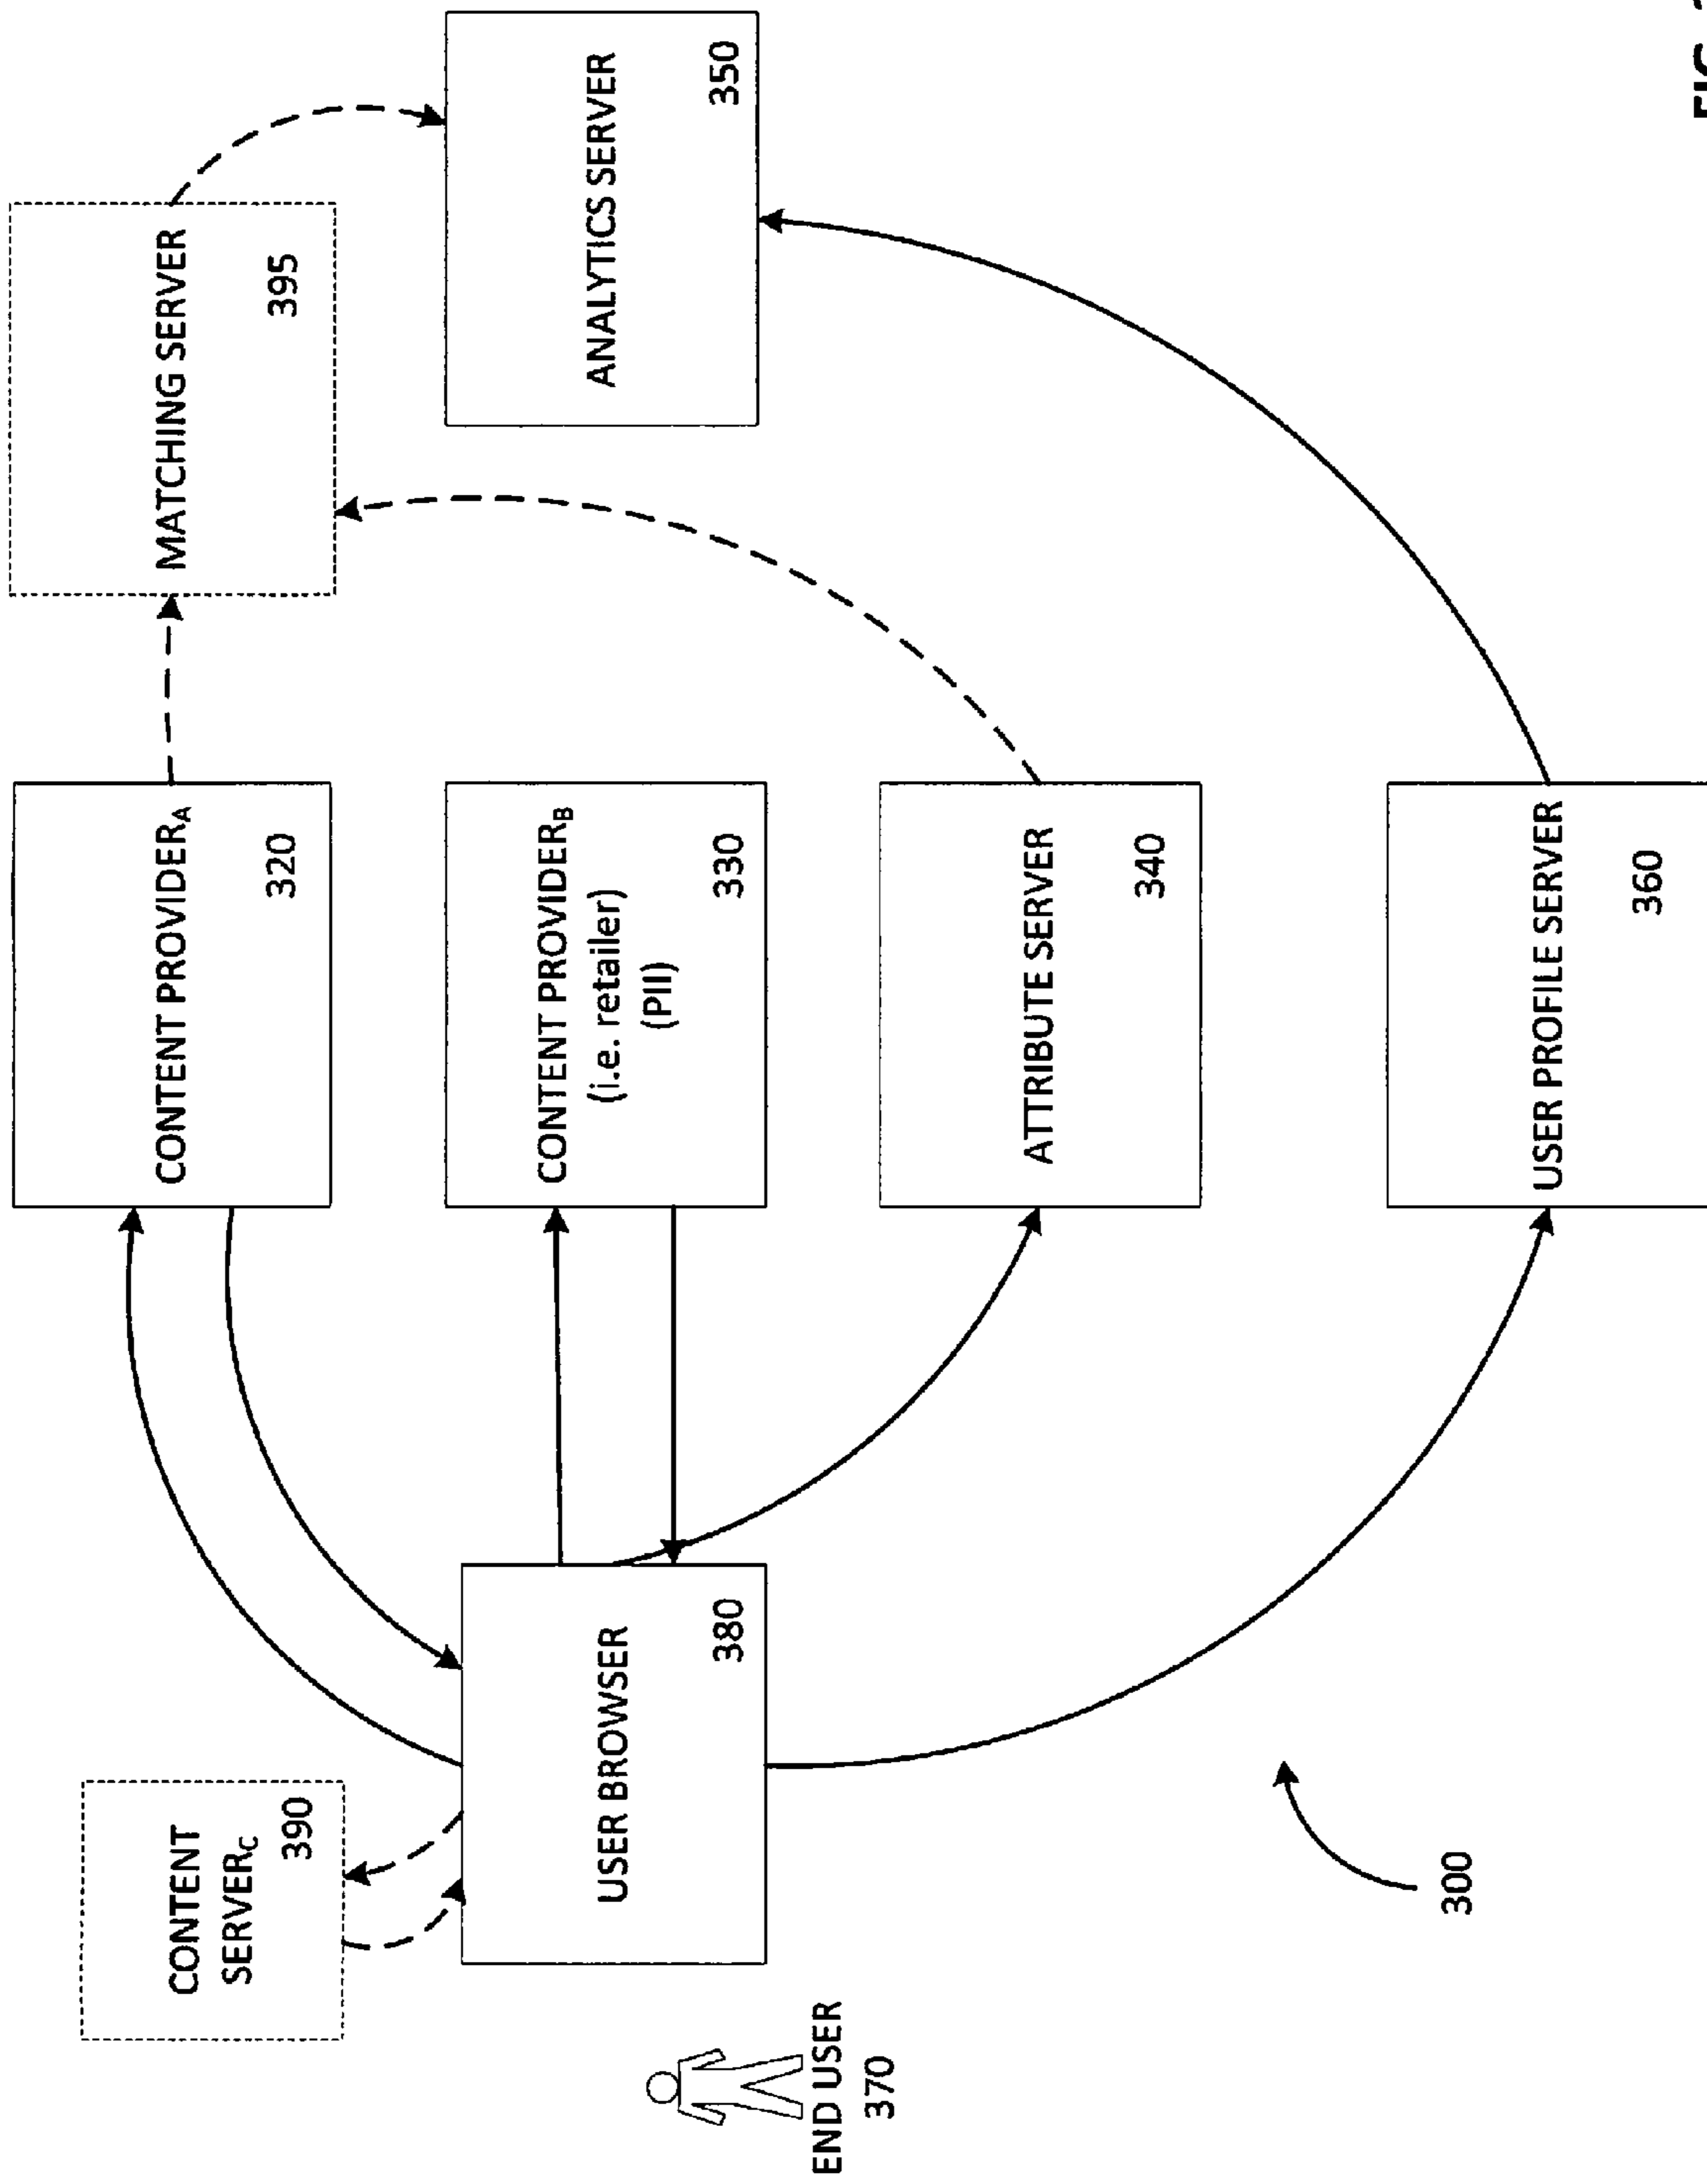 CONTENT
SERVERC
390
END USER
370
USER BROWSER
380
300
CONTENT PROVIDERA
320
CONTENT PROVIDERB
(i.e. retailer)
(PII)
330
ATTRIBUTE SERVER
340
USER PROFILE SERVER
360
MATCHING SERVER
395
ANALYTICS SERVER
350
FIG